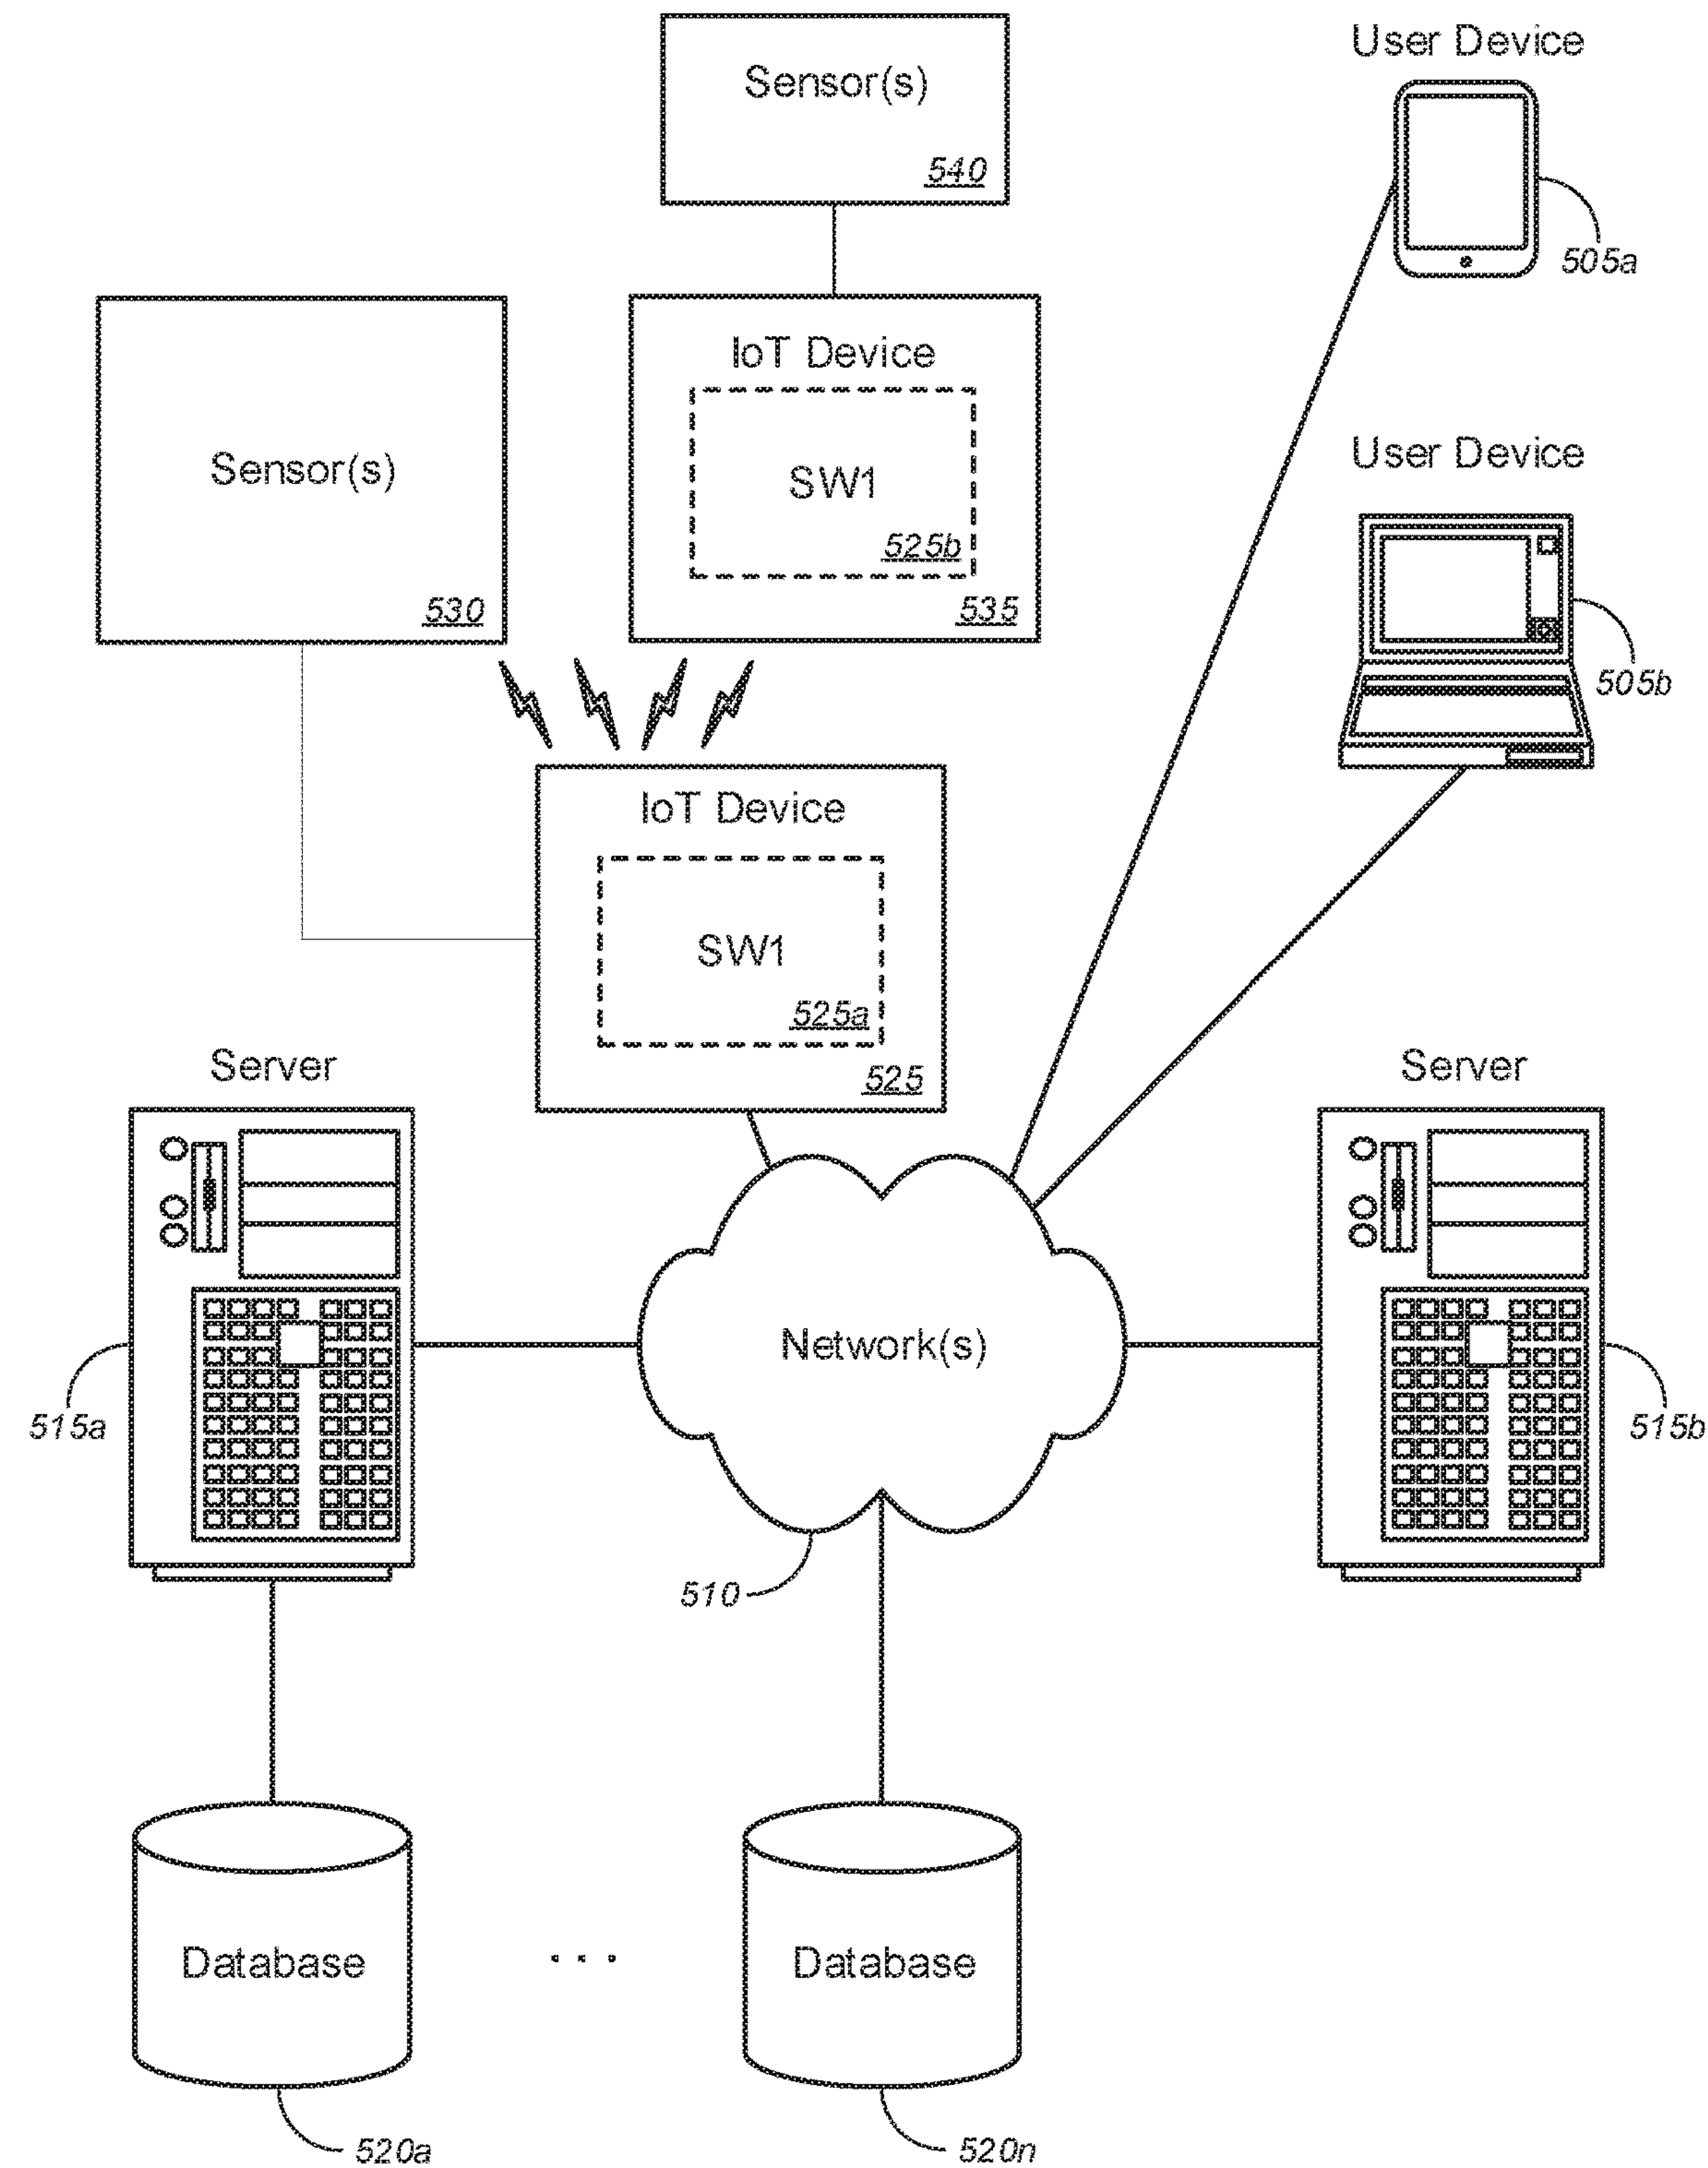 User Device
Sensor(s)
540
505a
IoT Device
SW1
525b
535
Sensor(s)
530
User Device
505b
IoT Device
SW1
525a
525
Server
515a
Server
515b
Network(s)
510
Database
520a
. . .
Database
520n